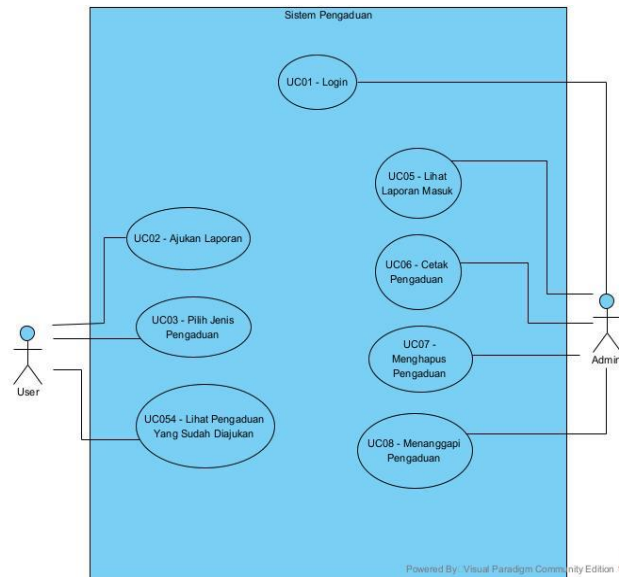 Sistem Pengaduan
UC01 - Login
UC05 - Lihat
Laporan Masuk
UC02 - Ajukan Laporan
UC06 - Cetak
Pengaduan
UC03 - Pilih Jenis
Pengaduan
User
Admin
UC07 -
Menghapus
Pengaduan
UC054 - Lihat Pengaduan
Yang Sudah Diajukan
UC08 - Menanggapi
Pengaduan
Powered By Visual Paradigm Community Edition